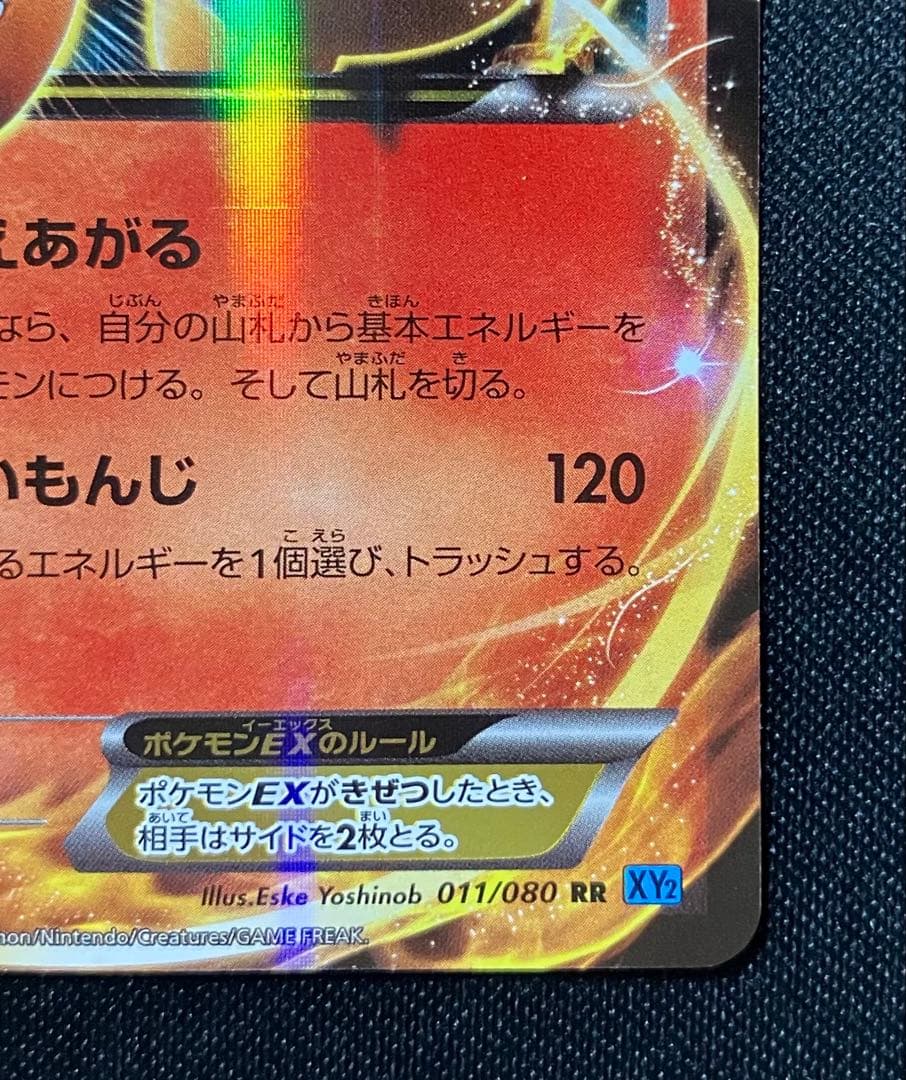 えあがる
じぶん やまふだ きほん
なら、自分の山札から基本エネルギーを
やまふだ き
モンにつける。そして山札を切る。
いもんじ 120
こ えら
るエネルギーを1個選び、トラッシュする。
イーエックス
ポケモンEXのルール
ポケモンEXがきぜつしたとき、
あいて まい
相手はサイドを2枚とる。
Illus.Eske Yoshinob 011/080 RR XY2
mon/Nintendo/Creatures/GAME FREAK.